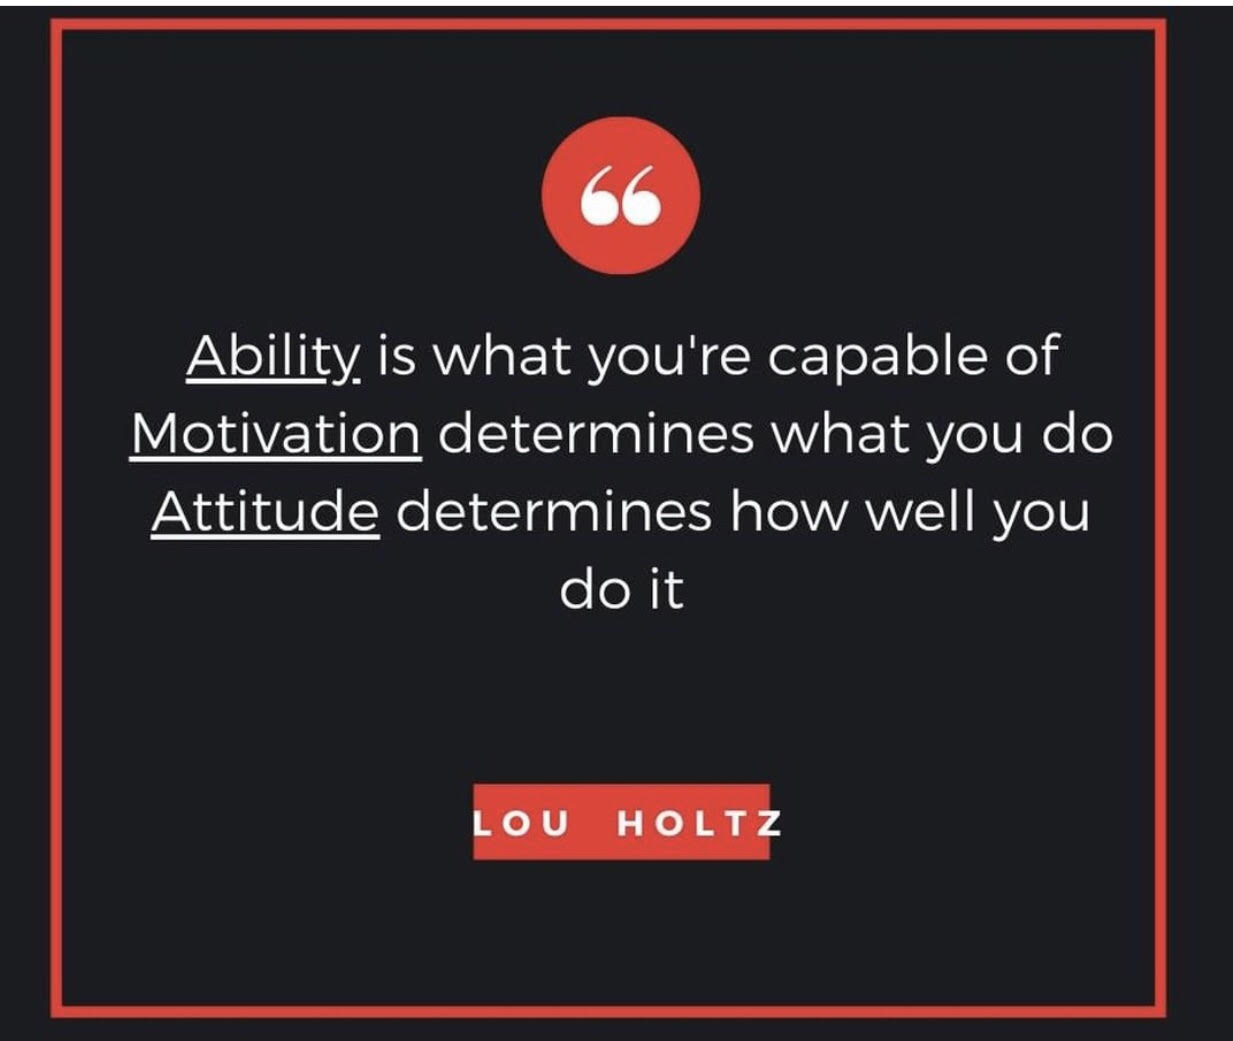 “
Ability is what you're capable of
Motivation determines what you do
Attitude determines how well you
do it
LOU HOLTZ